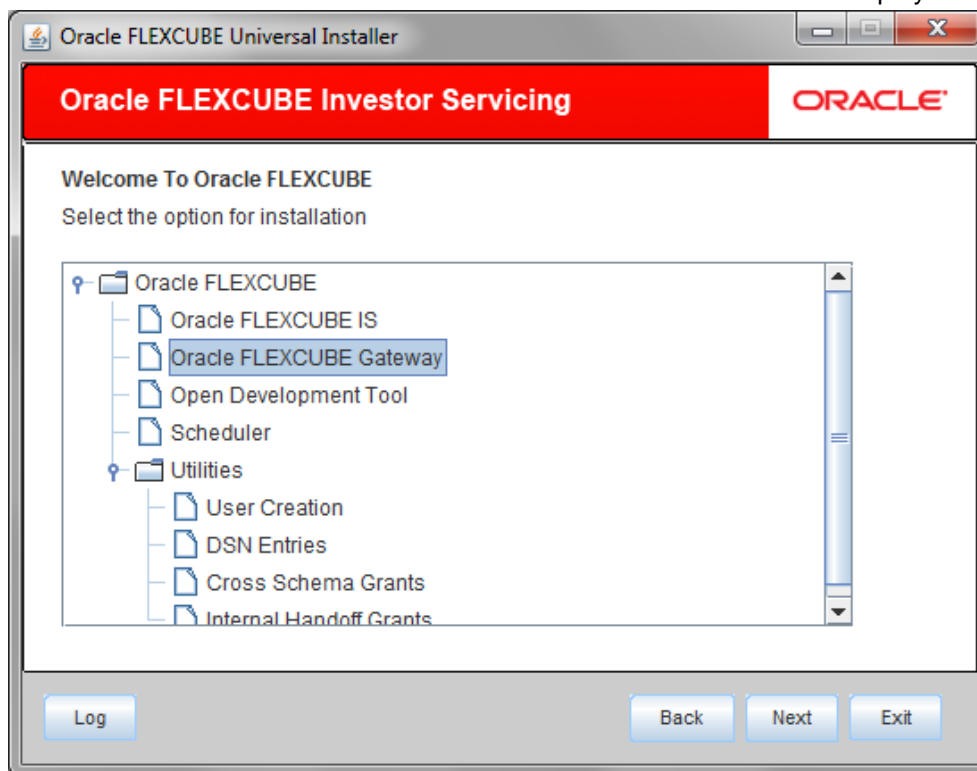 Oracle FLEXCUBE Universal Installer
Oracle FLEXCUBE Investor Servicing
ORACLE
Welcome To Oracle FLEXCUBE
Select the option for installation
Oracle FLEXCUBE
Oracle FLEXCUBE IS
Oracle FLEXCUBE Gateway
Open Development Tool
Scheduler
Utilities
User Creation
DSN Entries
Cross Schema Grants
Internal Handoff Grants
Log
Back
Next
Exit